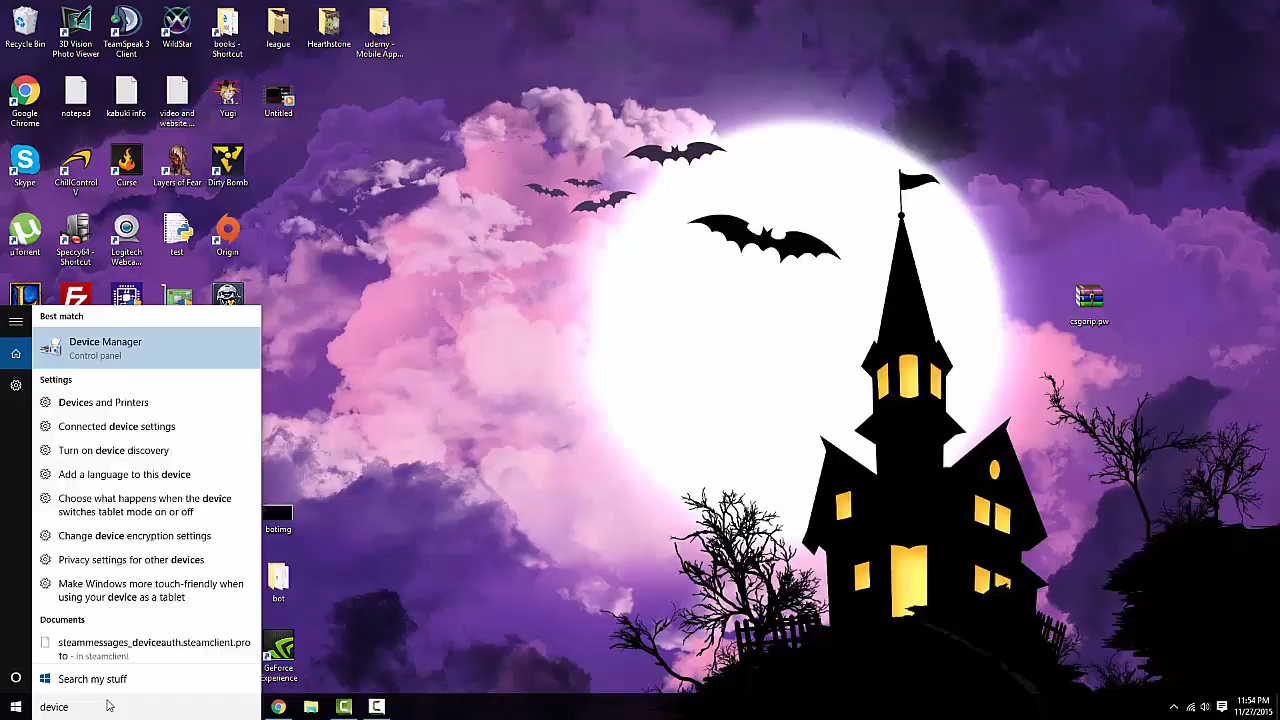 Recycle Bin
3D Vision
Photo Viewer
TeamSpeak 3
Client
WildStar
books -
Shortcut
league
Hearthstone
udemy -
Mobile App...
Google
Chrome
notepad
kabuki info
video and
website ...
Yugi
Untitled
Skype
ChillControl
V
Curse
Layers of Fear
Dirty Bomb
µTorrent
Speccy64 -
Shortcut
Logitech
Webca...
test
Origin
csgorip.pw
Best match
Device Manager
Control panel
Settings
Devices and Printers
Connected device settings
Turn on device discovery
Add a language to this device
Choose what happens when the device
switches tablet mode on or off
Change device encryption settings
Privacy settings for other devices
Make Windows more touch-friendly when
using your device as a tablet
Documents
steammessages_deviceauth.steamclient.pro
to - in steamclient
Search my stuff
device
botimg
bot
GeForce
Experience
11:54 PM
11/27/2015